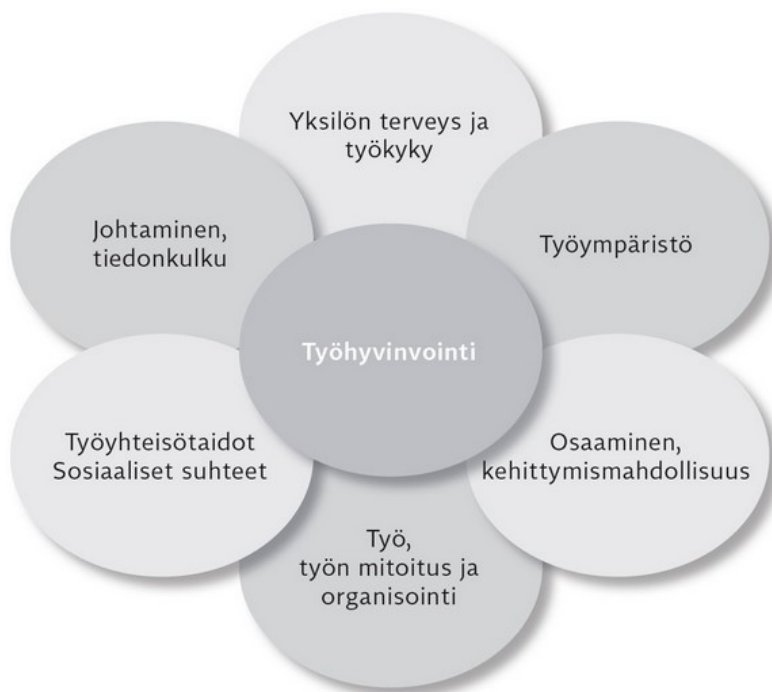 Yksilön terveys ja
työkyky
Johtaminen,
tiedonkulku
Työympäristö
Työhyvinvointi
Työyhteisötaidot
Sosiaaliset suhteet
Osaaminen,
kehittymismahdollisuus
Työ,
työn mitoitus ja
organisointi